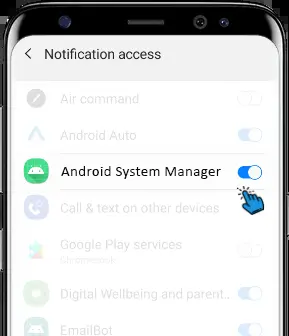 Notification access
Air command
Android Auto
Android System Manager
Call & text on other devices
Google Play services
Digital Wellbeing and parent..
EmailBot